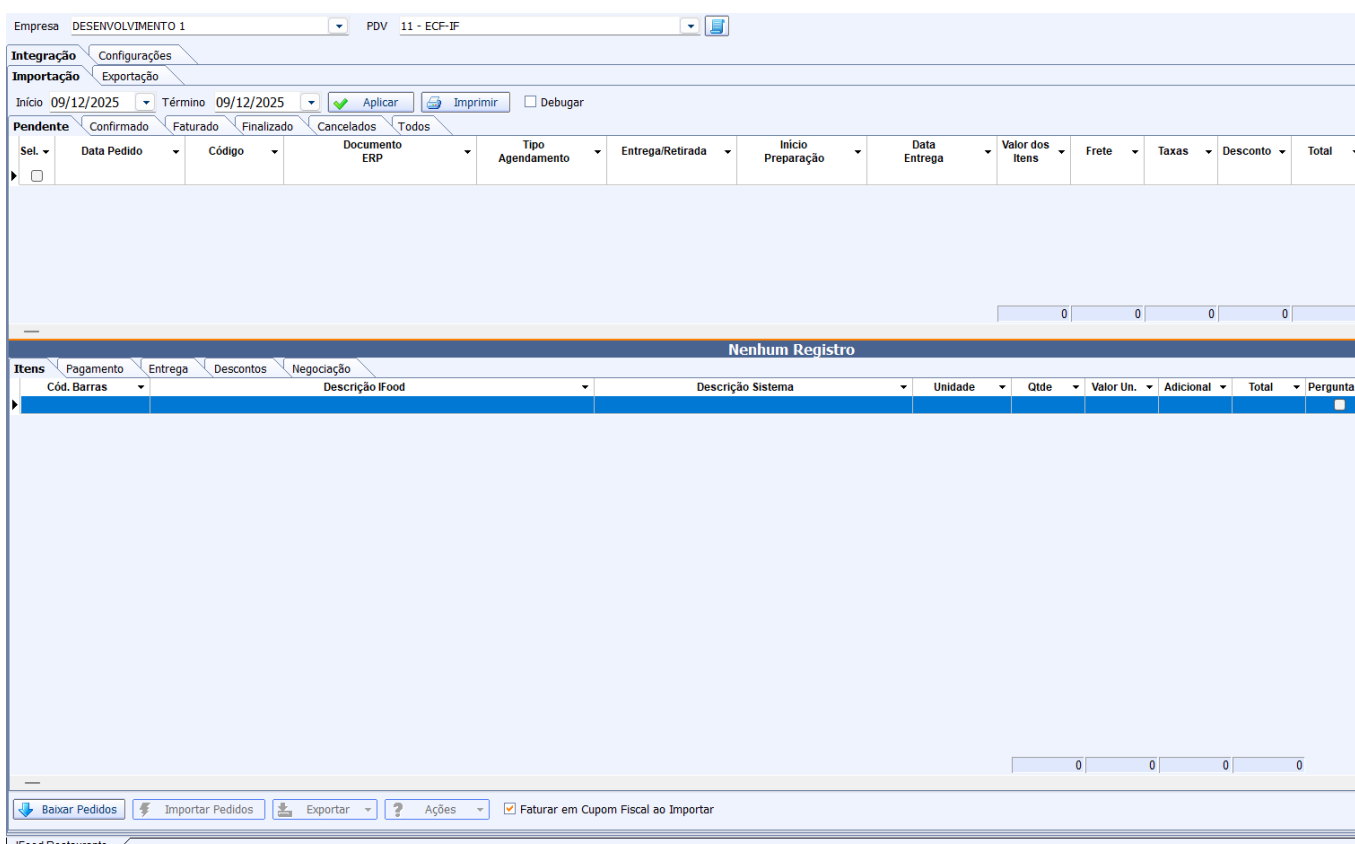 Empresa DESENVOLVIMENTO 1 PDV 11 - ECF-IF
Integração Configurações
Importação Exportação
Início 09/12/2025 Término 09/12/2025 Aplicar Imprimir Debugar
Pendente Confirmado Faturado Finalizado Cancelados Todos
Sel. Data Pedido Código Documento ERP Tipo Agendamento Entrega/Retirada Início Preparação Data Entrega Valor dos Itens Frete Taxas Desconto Total
0 0 0 0
Nenhum Registro
Itens Pagamento Entrega Descontos Negociação
Cód. Barras Descrição IFood Descrição Sistema Unidade Qtde Valor Un. Adicional Total Pergunta
0 0 0 0
Baixar Pedidos Importar Pedidos Exportar ? Ações Faturar em Cupom Fiscal ao Importar